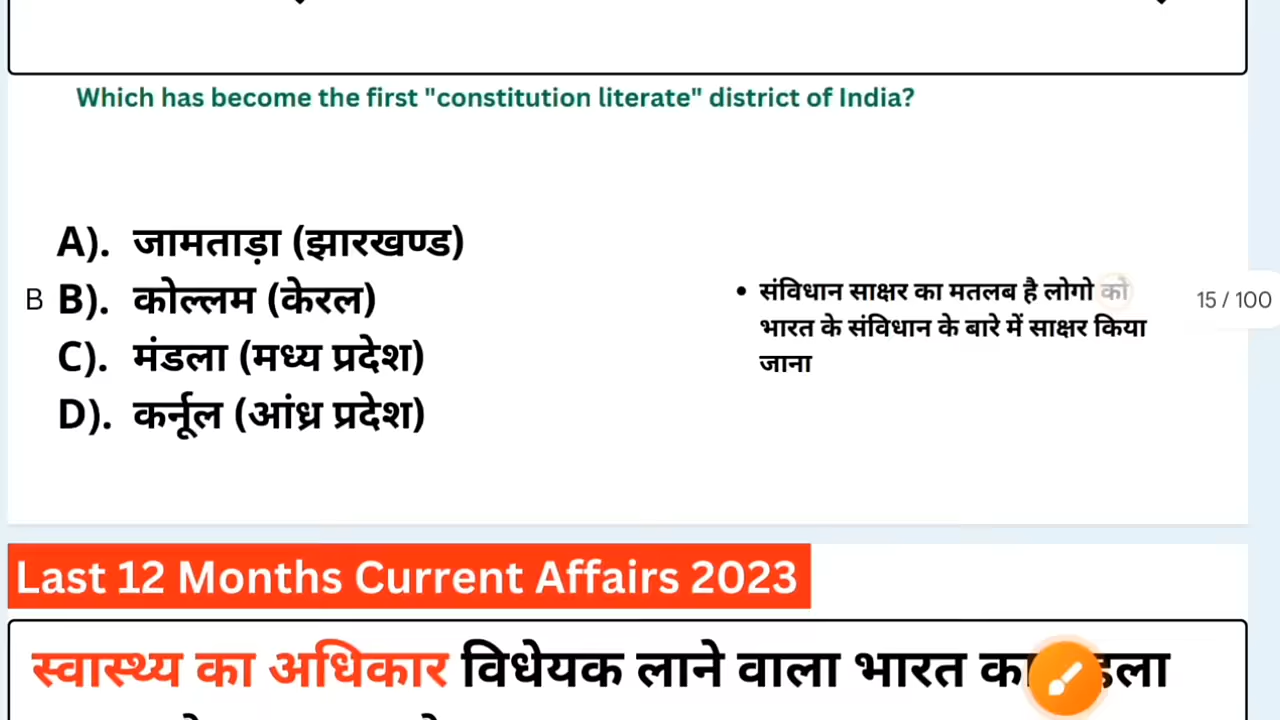 Which has become the first "constitution literate" district of India?
A). जामताड़ा (झारखण्ड)
B B). कोल्लम (केरल)
C). मंडला (मध्य प्रदेश)
D). कर्नूल (आंध्र प्रदेश)
• संविधान साक्षर का मतलब है लोगो को
भारत के संविधान के बारे में साक्षर किया
जाना
15 / 100
Last 12 Months Current Affairs 2023
स्वास्थ्य का अधिकार विधेयक लाने वाला भारत का